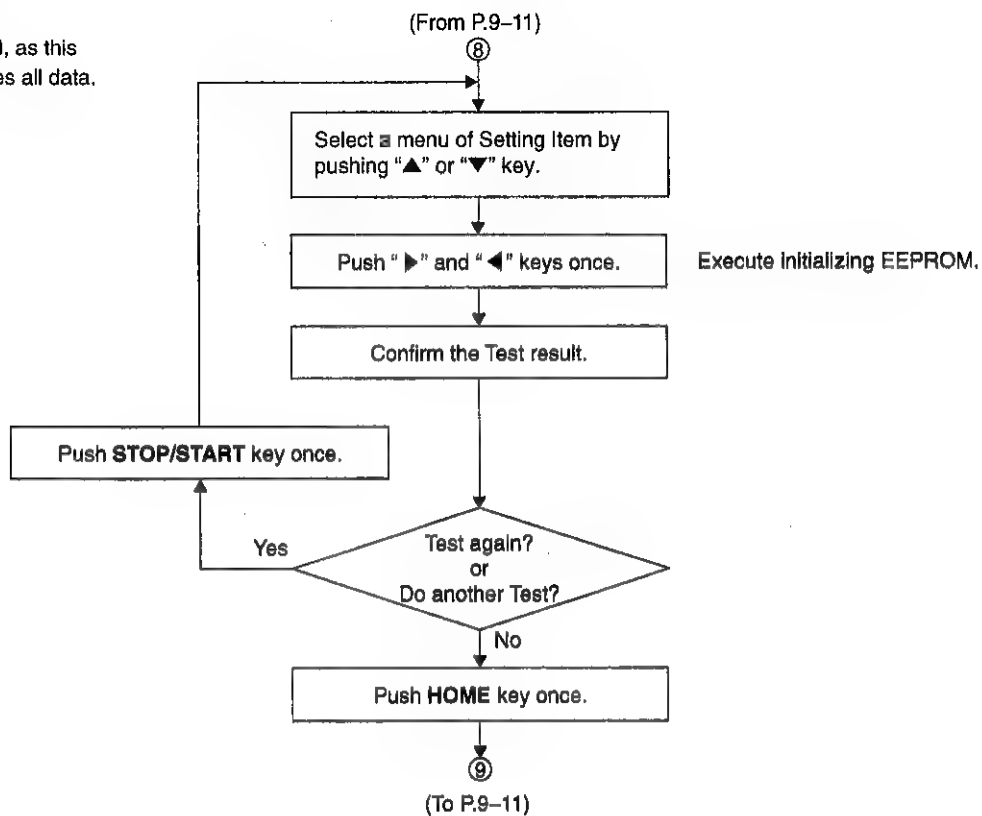 (From P.9–11)
⑧
, as this
es all data.
Select a menu of Setting Item by
pushing “▲” or “▼” key.
Push “ ▶” and “ ◀” keys once.
Execute initializing EEPROM.
Confirm the Test result.
Push STOP/START key once.
Yes
Test again?
or
Do another Test?
No
Push HOME key once.
⑨
(To P.9–11)